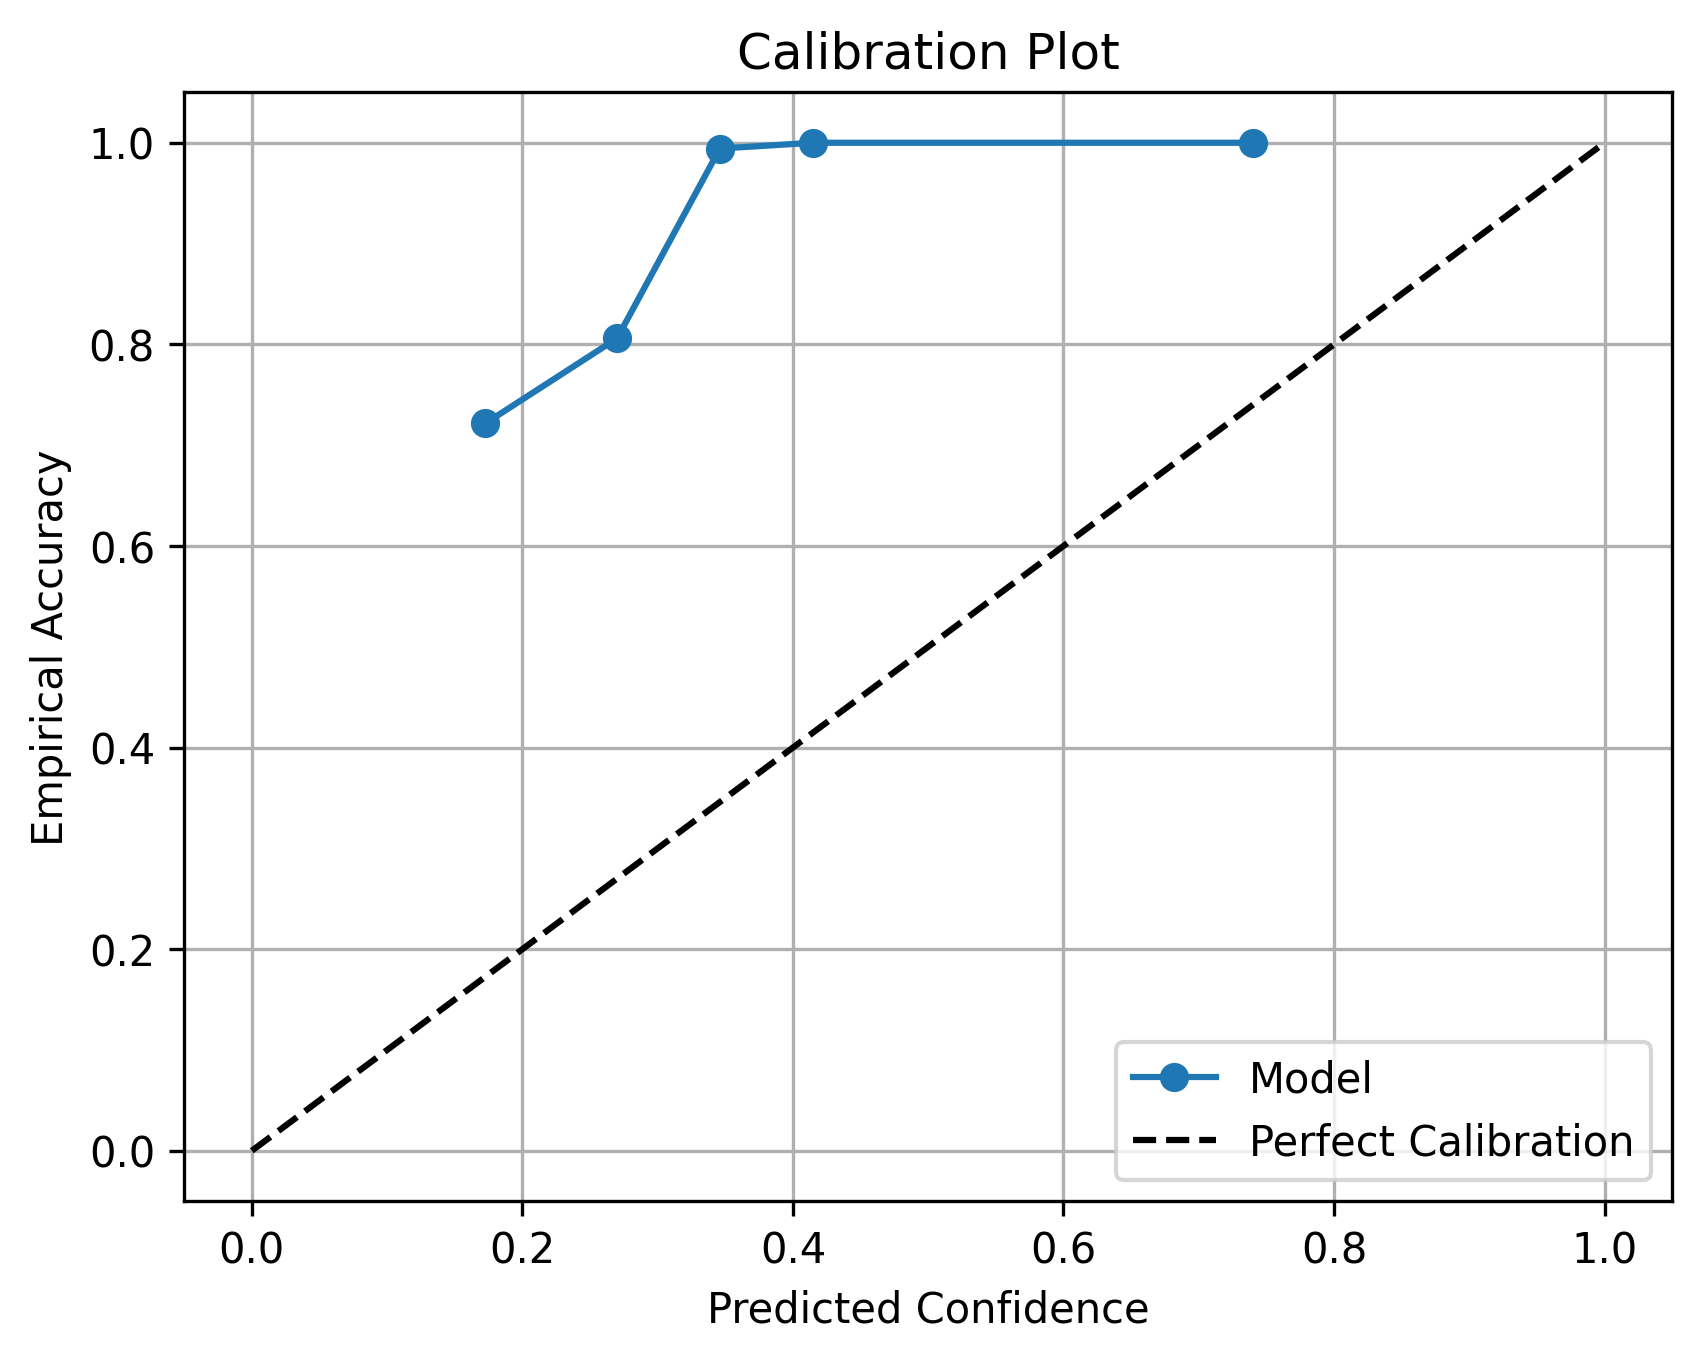 Calibration Plot
1.0
0.8
0.6
0.4
0.2
0.0
Empirical Accuracy
Model
Perfect Calibration
0.0 0.2 0.4 0.6 0.8 1.0
Predicted Confidence